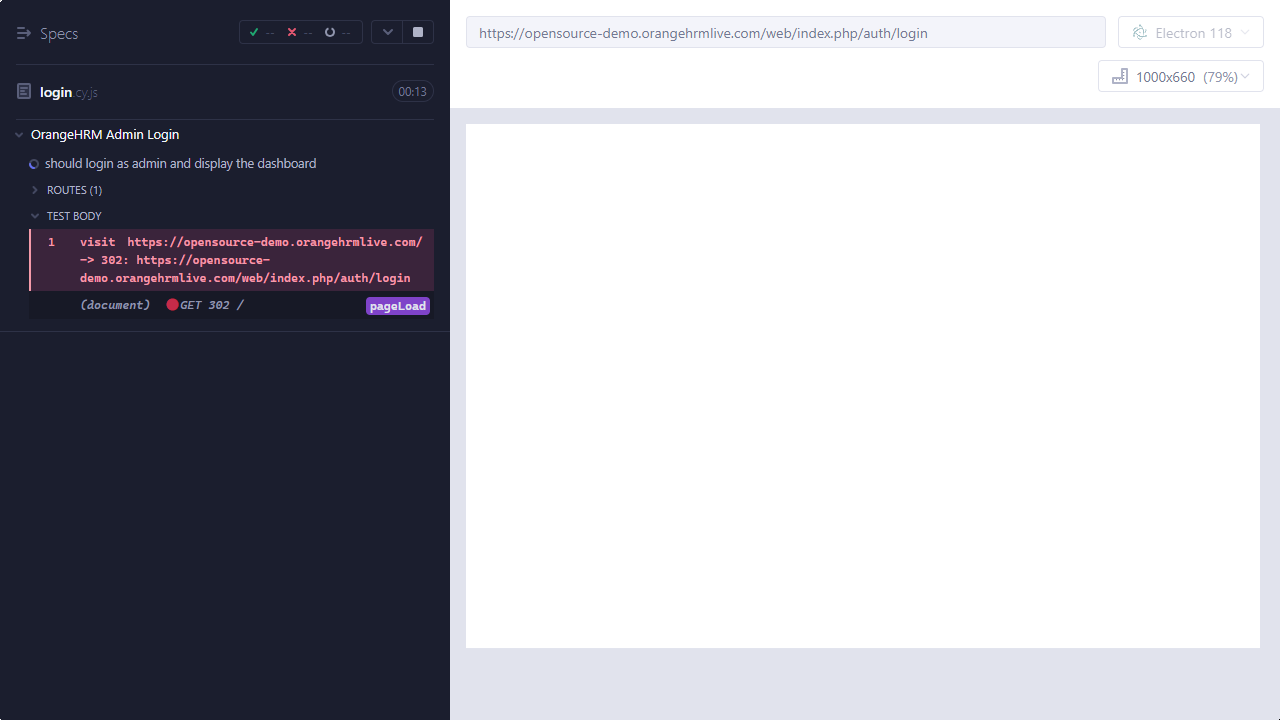 Specs
--
--
--
https://opensource-demo.orangehrmlive.com/web/index.php/auth/login
Electron 118
1000x660 (79%)
login.cy.js
00:13
OrangeHRM Admin Login
should login as admin and display the dashboard
ROUTES (1)
TEST BODY
1 visit https://opensource-demo.orangehrmlive.com/
-> 302: https://opensource-
demo.orangehrmlive.com/web/index.php/auth/login
(document) GET 302 / pageLoad